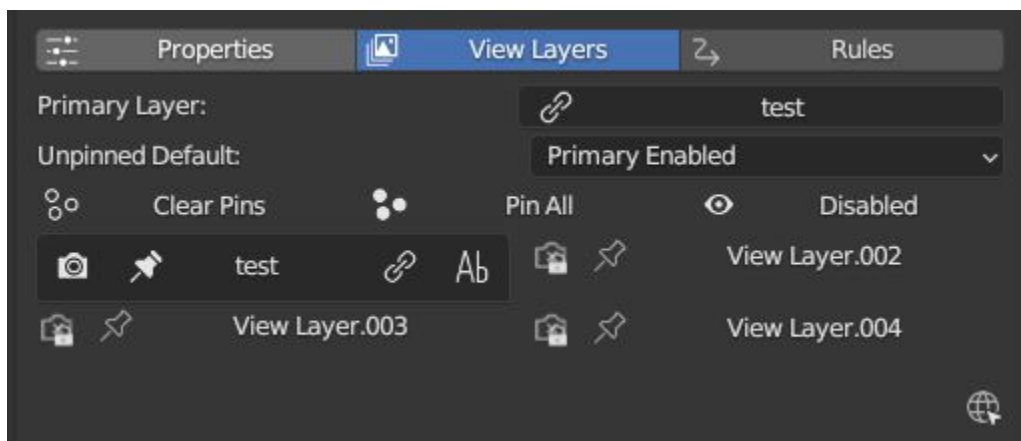 Properties View Layers Rules
Primary Layer: test
Unpinned Default: Primary Enabled
Clear Pins Pin All Disabled
test Ab View Layer.002
View Layer.003 View Layer.004